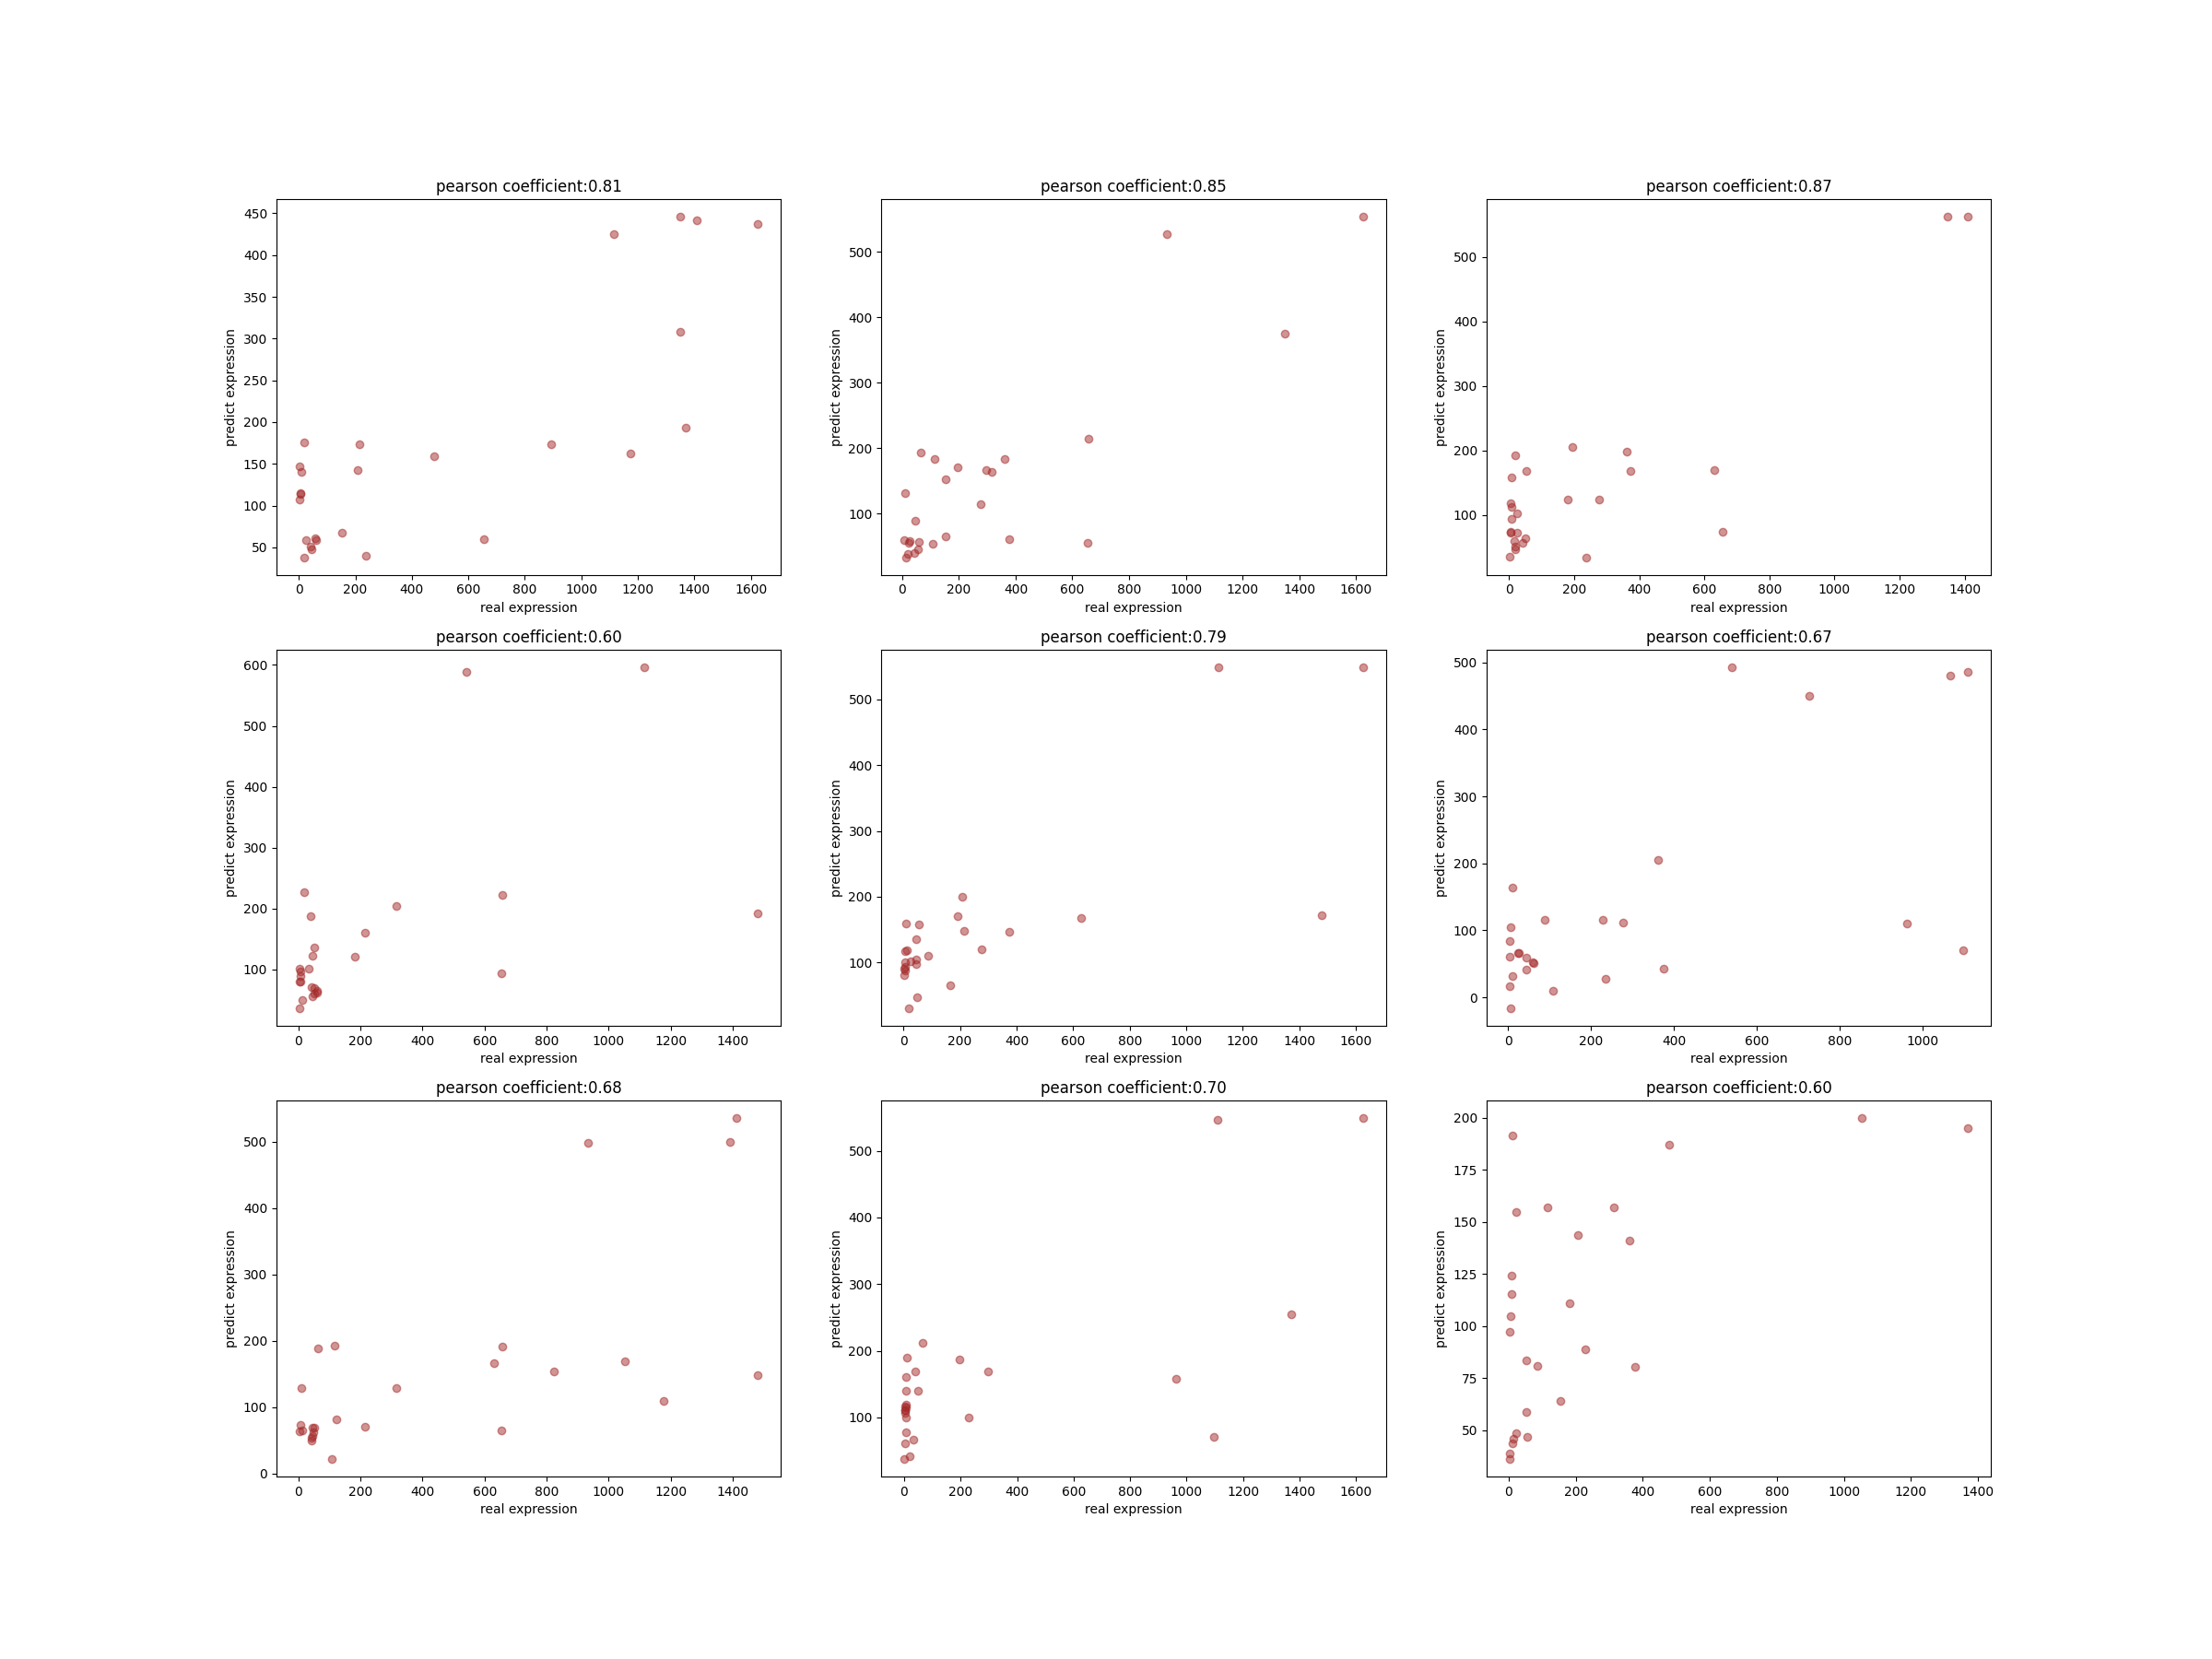 pearson coefficient:0.81
450
400
350
300
250
200
150
100
50
predict expression
0 200 400 600 800 1000 1200 1400 1600
real expression
pearson coefficient:0.85
500
400
300
200
100
predict expression
0 200 400 600 800 1000 1200 1400 1600
real expression
pearson coefficient:0.87
500
400
300
200
100
predict expression
0 200 400 600 800 1000 1200 1400
real expression
pearson coefficient:0.60
600
500
400
300
200
100
predict expression
0 200 400 600 800 1000 1200 1400
real expression
pearson coefficient:0.79
500
400
300
200
100
predict expression
0 200 400 600 800 1000 1200 1400 1600
real expression
pearson coefficient:0.67
500
400
300
200
100
0
predict expression
0 200 400 600 800 1000
real expression
pearson coefficient:0.68
500
400
300
200
100
0
predict expression
0 200 400 600 800 1000 1200 1400
real expression
pearson coefficient:0.70
500
400
300
200
100
predict expression
0 200 400 600 800 1000 1200 1400 1600
real expression
pearson coefficient:0.60
200
175
150
125
100
75
50
predict expression
0 200 400 600 800 1000 1200 1400
real expression